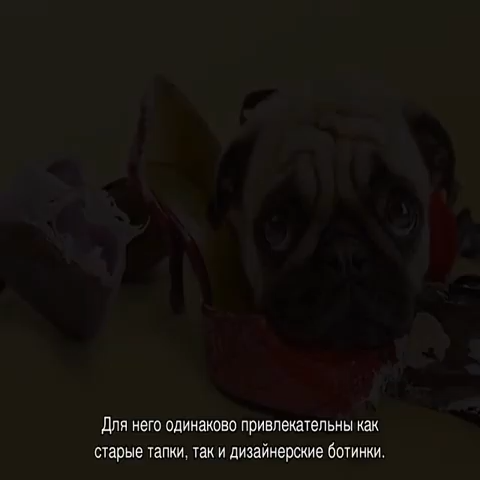 Для него одинаково привлекательны как
старые тапки, так и дизайнерские ботинки.